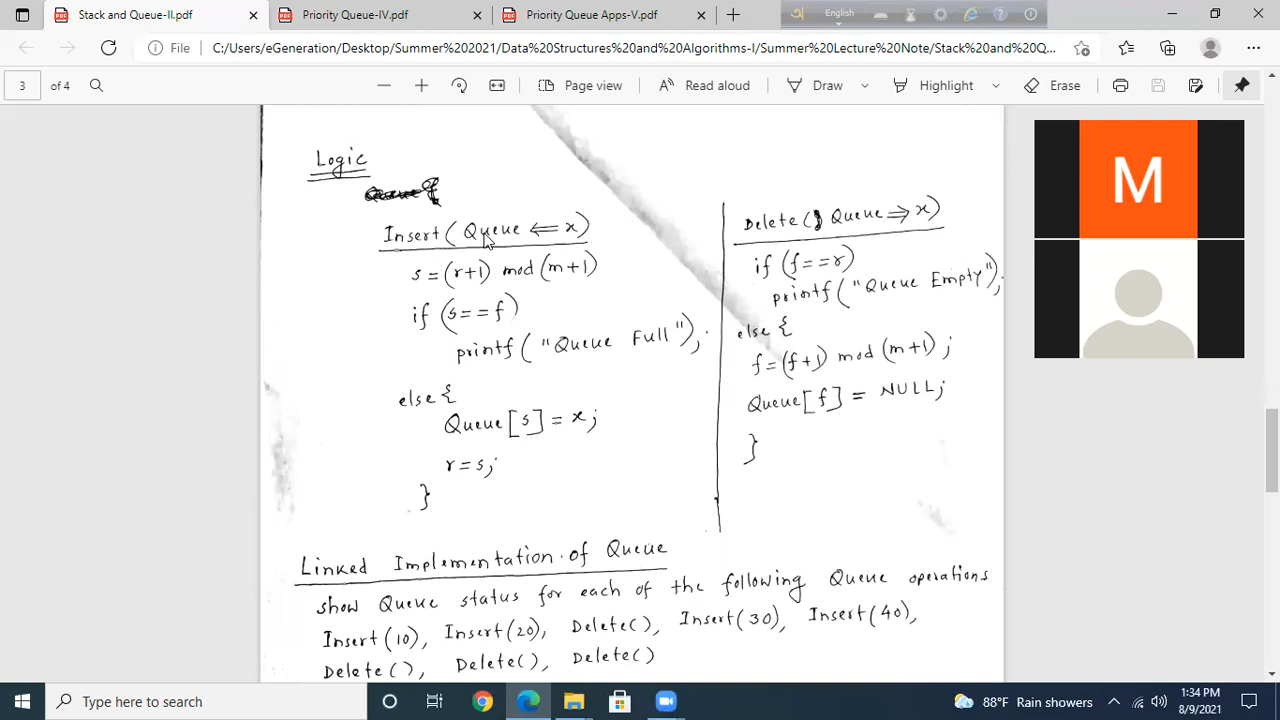 Stack and Queue-II.pdf
Priority Queue-IV.pdf
Priority Queue Apps-V.pdf
English
File
C:/Users/eGeneration/Desktop/Summer%202021/Data%20Structures%20and%20Algorithms-I/Summer%20Lecture%20Note/Stack%20and%20Q...
3 of 4
Page view
Read aloud
Draw
Highlight
Erase
Logic
Insert( Queue ⇐ x)
s = (r+1) mod (m+1)
if (s == f)
printf( "Queue Full");
else {
Queue[s] = x;
r = s;
}
Delete( Queue ⇒ x)
if (f==r)
printf( "Queue Empty");
else {
f=(f+1) mod (m+1);
Queue[f] = NULL;
}
M
Linked Implementation of Queue
show Queue status for each of the following Queue operations
Insert(10), Insert(20), Delete(), Insert(30), Insert(40),
Delete(), Delete(), Delete()
Type here to search
88°F Rain showers
1:34 PM
8/9/2021